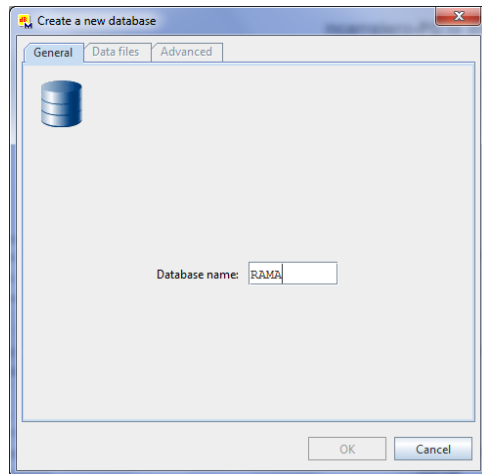 Create a new database
General Data files Advanced
Database name: RAMA
OK Cancel